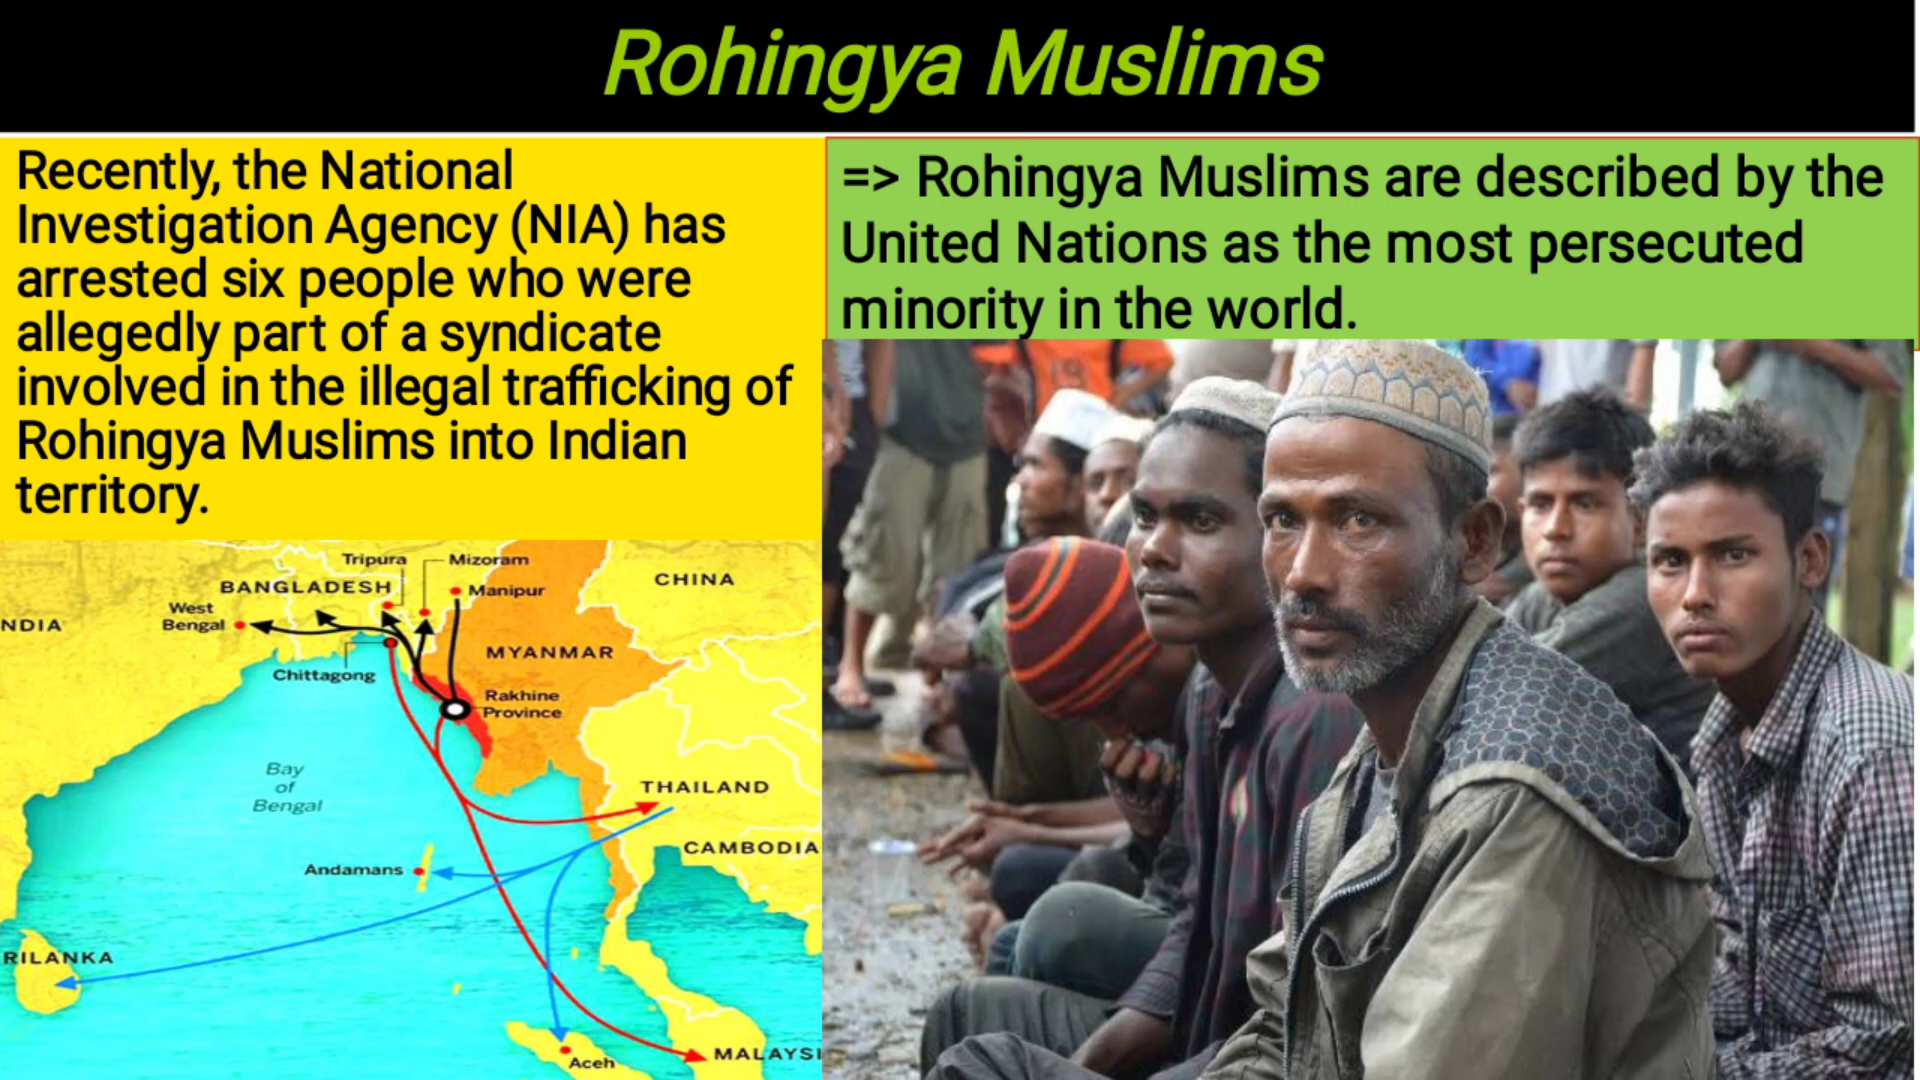 Rohingya Muslims
Recently, the National
Investigation Agency (NIA) has
arrested six people who were
allegedly part of a syndicate
involved in the illegal trafficking of
Rohingya Muslims into Indian
territory.
=> Rohingya Muslims are described by the
United Nations as the most persecuted
minority in the world.
Tripura
Mizoram
BANGLADESH
Manipur
CHINA
West
Bengal
NDIA
MYANMAR
Chittagong
Rakhine
Province
Bay
of
Bengal
THAILAND
CAMBODIA
Andamans
RILANKA
MALAYSI
Aceh